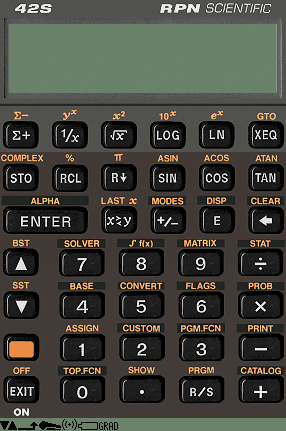 42S RPN SCIENTIFIC
Σ− yˣ x² 10ˣ eˣ GTO
Σ+ 1/x √x LOG LN XEQ
COMPLEX % π ASIN ACOS ATAN
STO RCL R↓ SIN COS TAN
ALPHA LAST x MODES DISP CLEAR
ENTER x≷y +/− E ←
BST SOLVER ∫f(x) MATRIX STAT
▲ 7 8 9 ÷
SST BASE CONVERT FLAGS PROB
▼ 4 5 6 ×
ASSIGN CUSTOM PGM.FCN PRINT
1 2 3 −
OFF TOP.FCN SHOW PRGM CATALOG
EXIT 0 · R/S +
ON
GRAD